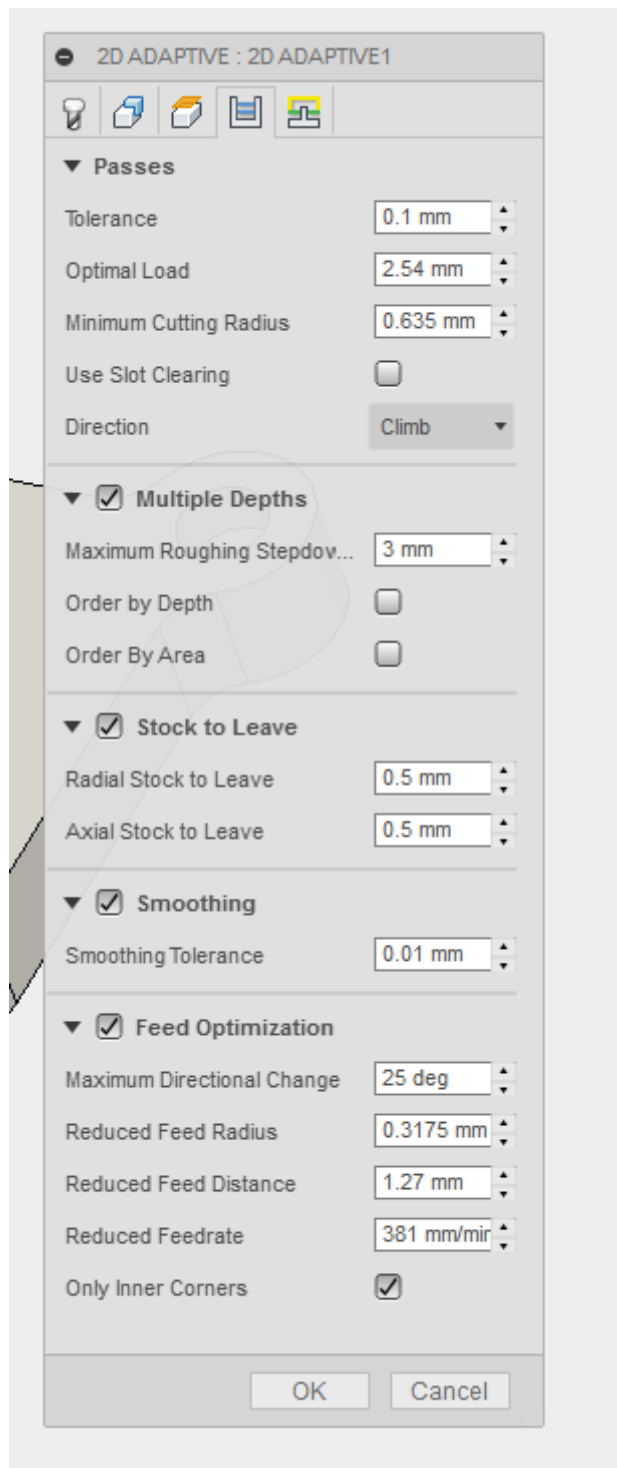 2D ADAPTIVE : 2D ADAPTIVE1
Passes
Tolerance 0.1 mm
Optimal Load 2.54 mm
Minimum Cutting Radius 0.635 mm
Use Slot Clearing
Direction Climb
Multiple Depths
Maximum Roughing Stepdov... 3 mm
Order by Depth
Order By Area
Stock to Leave
Radial Stock to Leave 0.5 mm
Axial Stock to Leave 0.5 mm
Smoothing
Smoothing Tolerance 0.01 mm
Feed Optimization
Maximum Directional Change 25 deg
Reduced Feed Radius 0.3175 mm
Reduced Feed Distance 1.27 mm
Reduced Feedrate 381 mm/mir
Only Inner Corners
OK Cancel